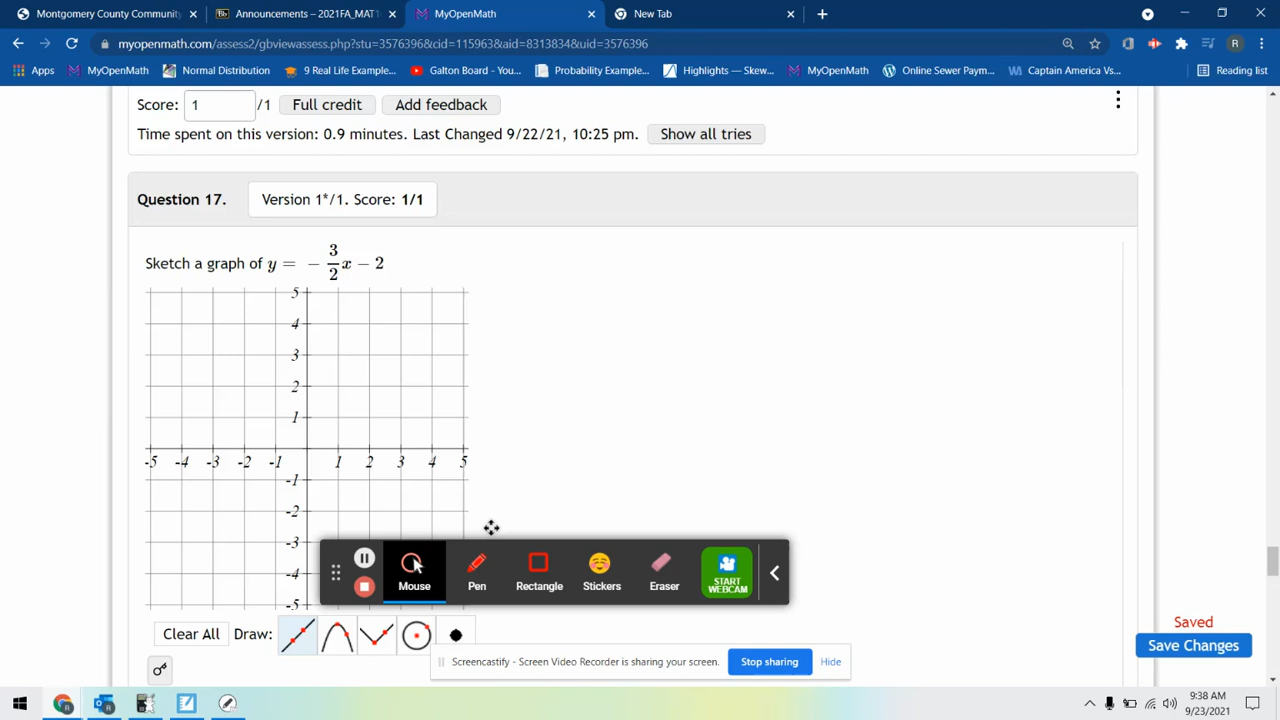 Montgomery County Community
Announcements – 2021FA_MAT1
MyOpenMath
New Tab
myopenmath.com/assess2/gbviewassess.php?stu=3576396&cid=115963&aid=8313834&uid=3576396
R
Apps
MyOpenMath
Normal Distribution
9 Real Life Example...
Galton Board - You...
Probability Example...
Highlights — Skew...
MyOpenMath
Online Sewer Paym...
Captain America Vs...
Reading list
Score: 1 /1 Full credit Add feedback
Time spent on this version: 0.9 minutes. Last Changed 9/22/21, 10:25 pm. Show all tries
Question 17. Version 1*/1. Score: 1/1
Sketch a graph of y = − 3/2 x − 2
5
4
3
2
1
-5 -4 -3 -2 -1 1 2 3 4 5
-1
-2
-3
-4
-5
Mouse Pen Rectangle Stickers Eraser START WEBCAM
Clear All Draw:
Saved
Save Changes
Screencastify - Screen Video Recorder is sharing your screen. Stop sharing Hide
9:38 AM
9/23/2021